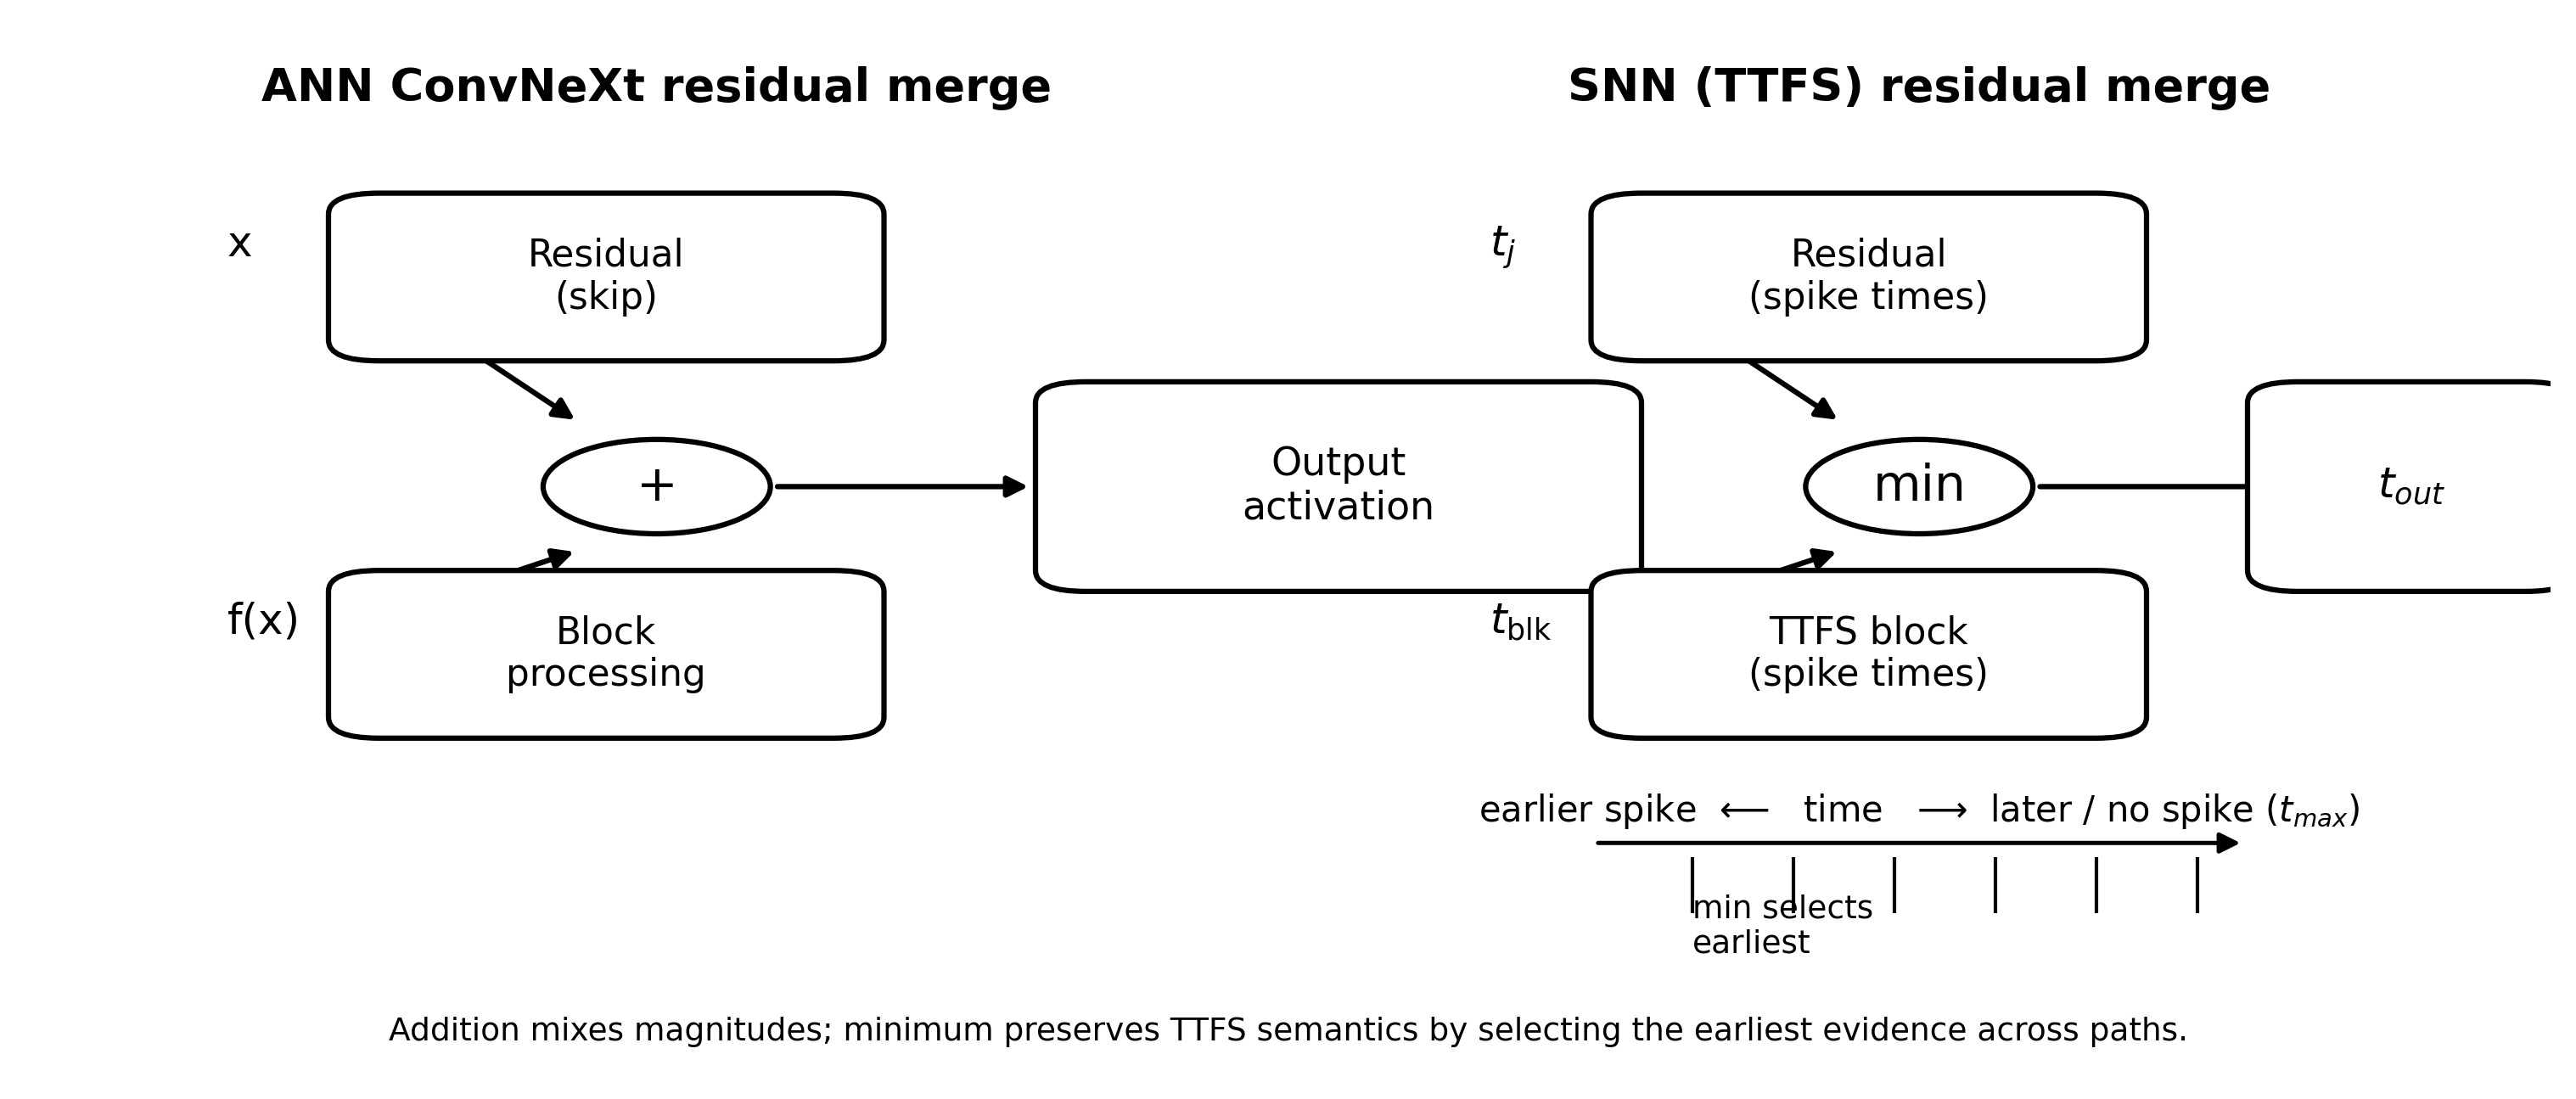 ANN ConvNeXt residual merge
x
Residual
(skip)
+
Output
activation
f(x)
Block
processing
SNN (TTFS) residual merge
t_j
Residual
(spike times)
min
t_out
t_blk
TTFS block
(spike times)
earlier spike ⟵ time ⟶ later / no spike (t_max)
min selects
earliest
Addition mixes magnitudes; minimum preserves TTFS semantics by selecting the earliest evidence across paths.